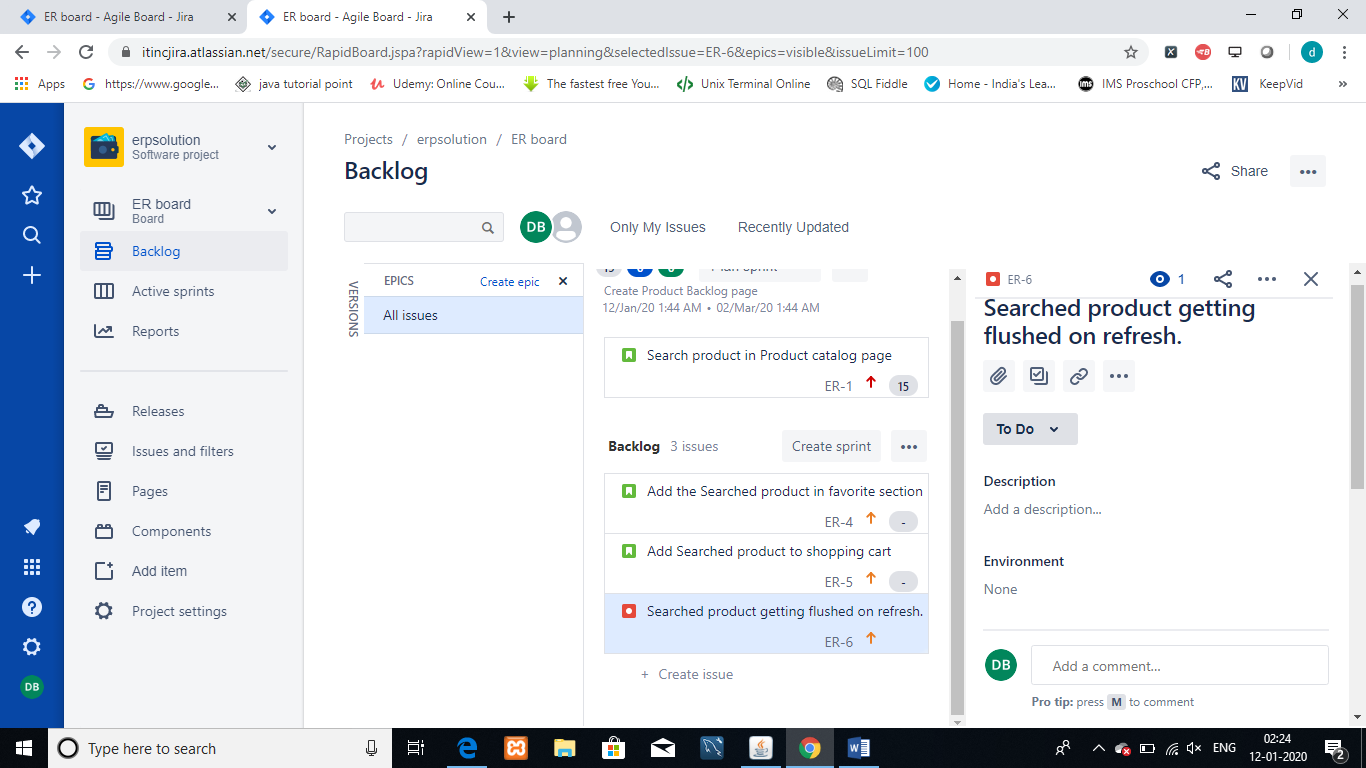 ER board - Agile Board - Jira
ER board - Agile Board - Jira
itincjira.atlassian.net/secure/RapidBoard.jspa?rapidView=1&view=planning&selectedIssue=ER-6&epics=visible&issueLimit=100
d
Apps
https://www.google...
java tutorial point
Udemy: Online Cou...
The fastest free You...
Unix Terminal Online
SQL Fiddle
Home - India's Lea...
IMS Proschool CFP,...
KeepVid
erpsolution
Software project
ER board
Board
Backlog
Active sprints
Reports
Releases
Issues and filters
Pages
Components
Add item
Project settings
DB
Projects / erpsolution / ER board
Backlog
Share
DB
Only My Issues
Recently Updated
VERSIONS
EPICS
Create epic
All issues
Plan sprint
Create Product Backlog page
12/Jan/20 1:44 AM • 02/Mar/20 1:44 AM
Search product in Product catalog page
ER-1
15
Backlog 3 issues
Create sprint
Add the Searched product in favorite section
ER-4
-
Add Searched product to shopping cart
ER-5
-
Searched product getting flushed on refresh.
ER-6
+ Create issue
ER-6
1
Searched product getting
flushed on refresh.
To Do
Description
Add a description...
Environment
None
DB
Add a comment...
Pro tip: press M to comment
Type here to search
ENG
02:24
12-01-2020
2